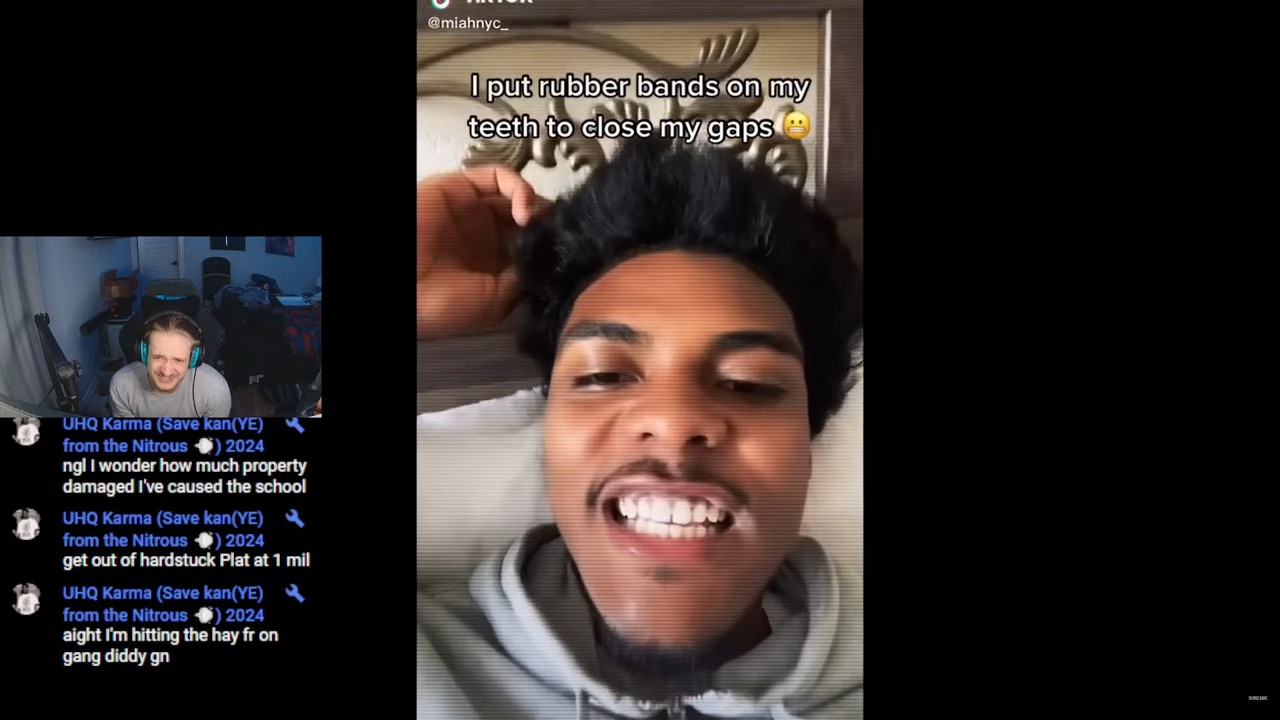 TikTok
@miahnyc_
I put rubber bands on my
teeth to close my gaps 😬
UHQ Karma (Save kan(YE)
from the Nitrous ) 2024
ngl I wonder how much property
damaged I've caused the school
UHQ Karma (Save kan(YE)
from the Nitrous ) 2024
get out of hardstuck Plat at 1 mil
UHQ Karma (Save kan(YE)
from the Nitrous ) 2024
aight I'm hitting the hay fr on
gang diddy gn
SUBSCRIBE